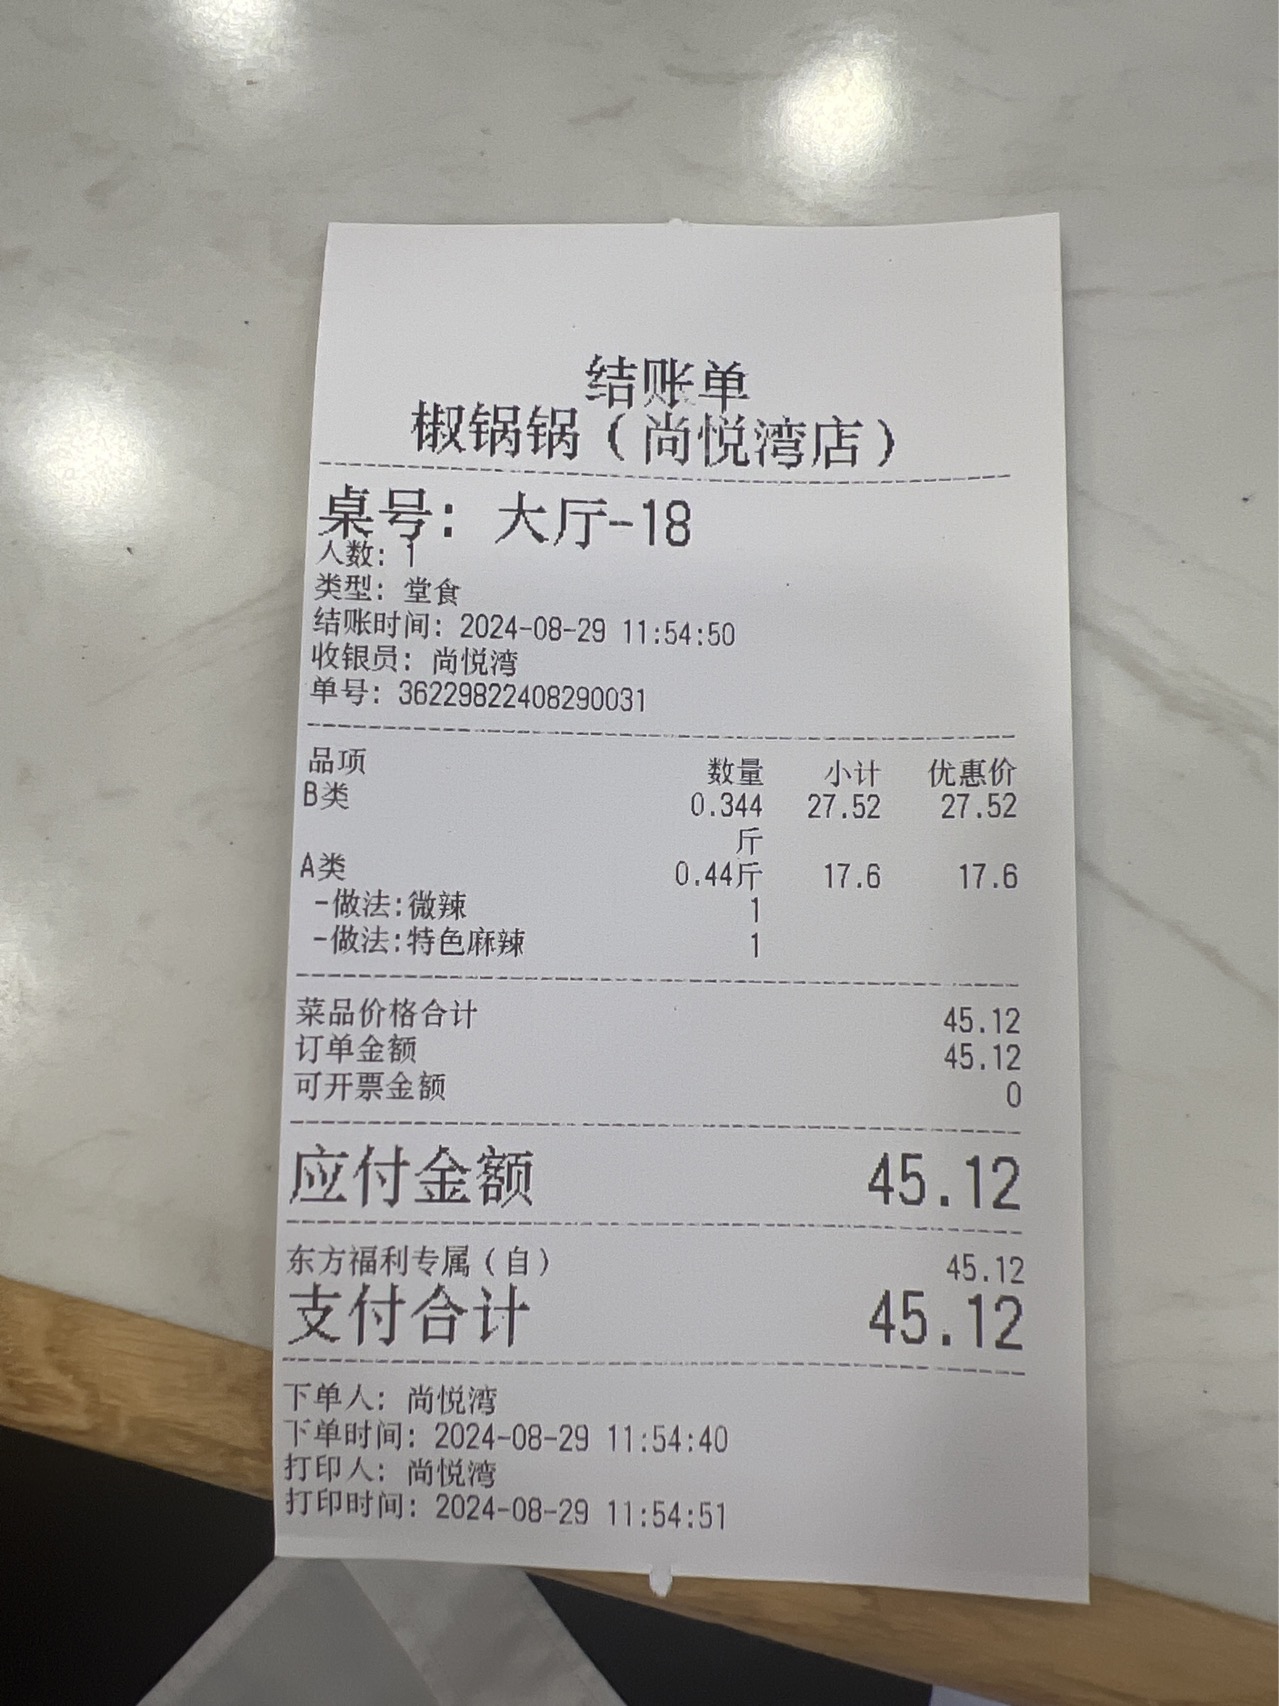 结账单
椒锅锅（尚悦湾店）
桌号: 大厅-18
人数: 1
类型: 堂食
结账时间: 2024-08-29 11:54:50
收银员: 尚悦湾
单号: 36229822408290031
品项 数量 小计 优惠价
B类 0.344 27.52 27.52
斤
A类 0.44斤 17.6 17.6
-做法:微辣 1
-做法:特色麻辣 1
菜品价格合计 45.12
订单金额 45.12
可开票金额 0
应付金额 45.12
东方福利专属（自） 45.12
支付合计 45.12
下单人: 尚悦湾
下单时间: 2024-08-29 11:54:40
打印人: 尚悦湾
打印时间: 2024-08-29 11:54:51